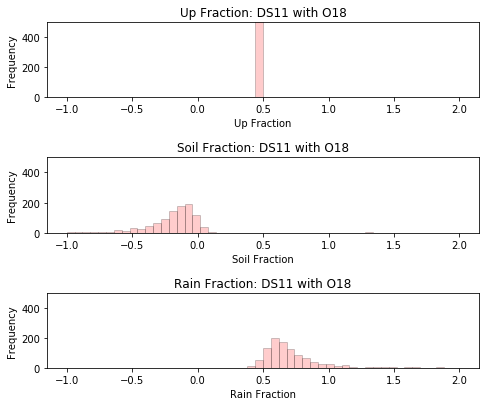 Up Fraction: DS11 with O18
Frequency
400
200
0
−1.0 −0.5 0.0 0.5 1.0 1.5 2.0
Up Fraction
Soil Fraction: DS11 with O18
Frequency
400
200
0
−1.0 −0.5 0.0 0.5 1.0 1.5 2.0
Soil Fraction
Rain Fraction: DS11 with O18
Frequency
400
200
0
−1.0 −0.5 0.0 0.5 1.0 1.5 2.0
Rain Fraction